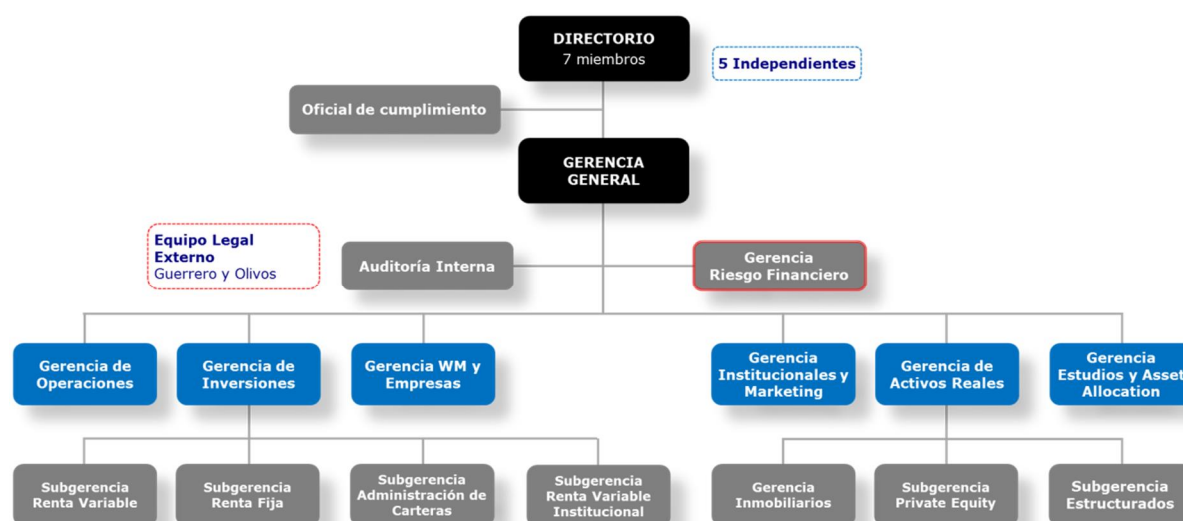 DIRECTORIO
7 miembros
5 Independientes
Oficial de cumplimiento
GERENCIA
GENERAL
Equipo Legal
Externo
Guerrero y Olivos
Auditoría Interna
Gerencia
Riesgo Financiero
Gerencia de
Operaciones
Gerencia de
Inversiones
Gerencia WM y
Empresas
Gerencia
Institucionales y
Marketing
Gerencia
de
Activos Reales
Gerencia
Estudios y Asset
Allocation
Subgerencia
Renta Variable
Subgerencia
Renta Fija
Subgerencia
Administración de
Carteras
Subgerencia
Renta Variable
Institucional
Gerencia
Inmobiliarios
Subgerencia
Private Equity
Subgerencia
Estructurados